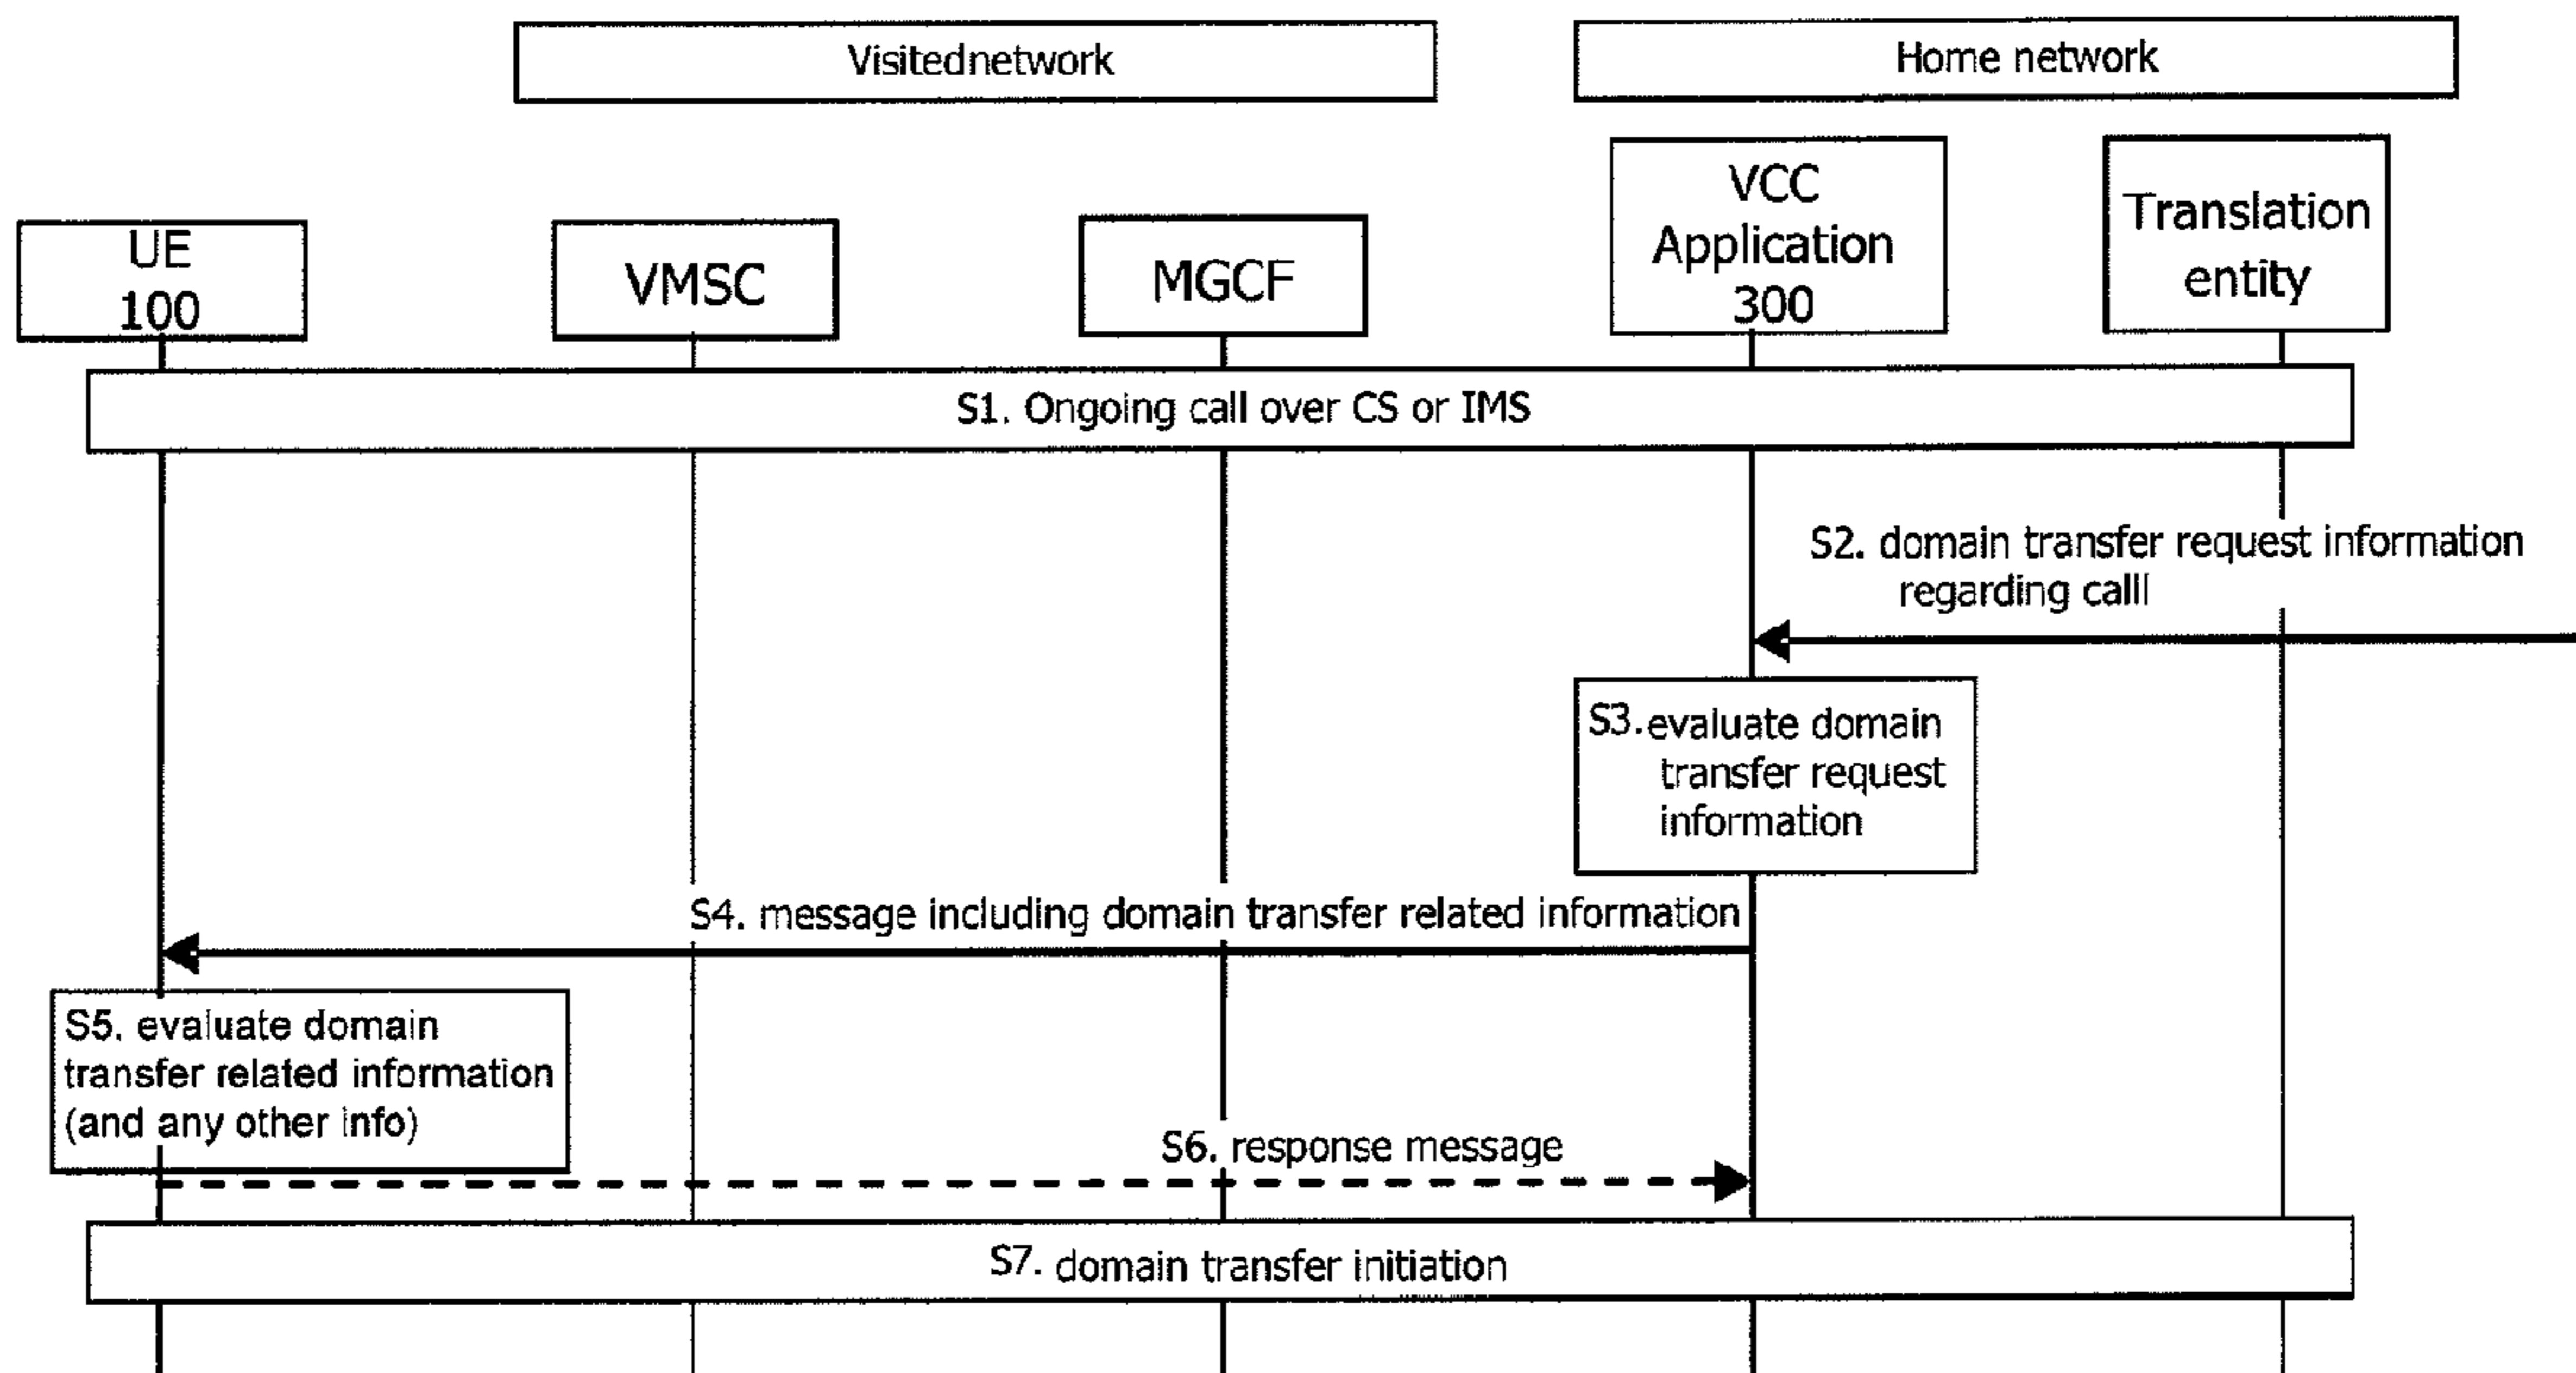 Visitednetwork
Home network
UE
100
VMSC
MGCF
VCC
Application
300
Translation
entity
S1. Ongoing call over CS or IMS
S2. domain transfer request information
regarding calll
S3. evaluate domain
transfer request
information
S4. message including domain transfer related information
S5. evaluate domain
transfer related information
(and any other info)
S6. response message
S7. domain transfer initiation